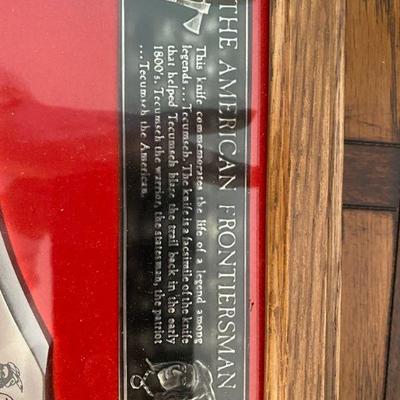 THE AMERICAN FRONTIERSMAN
This knife commemorates the life of a legend among
legends...Tecumseh. The knife is a facsimile of the knife
that helped Tecumseh blaze the trail back in the early
1800's. Tecumseh the warrior, the statesman, the patriot
...Tecumseh the American.